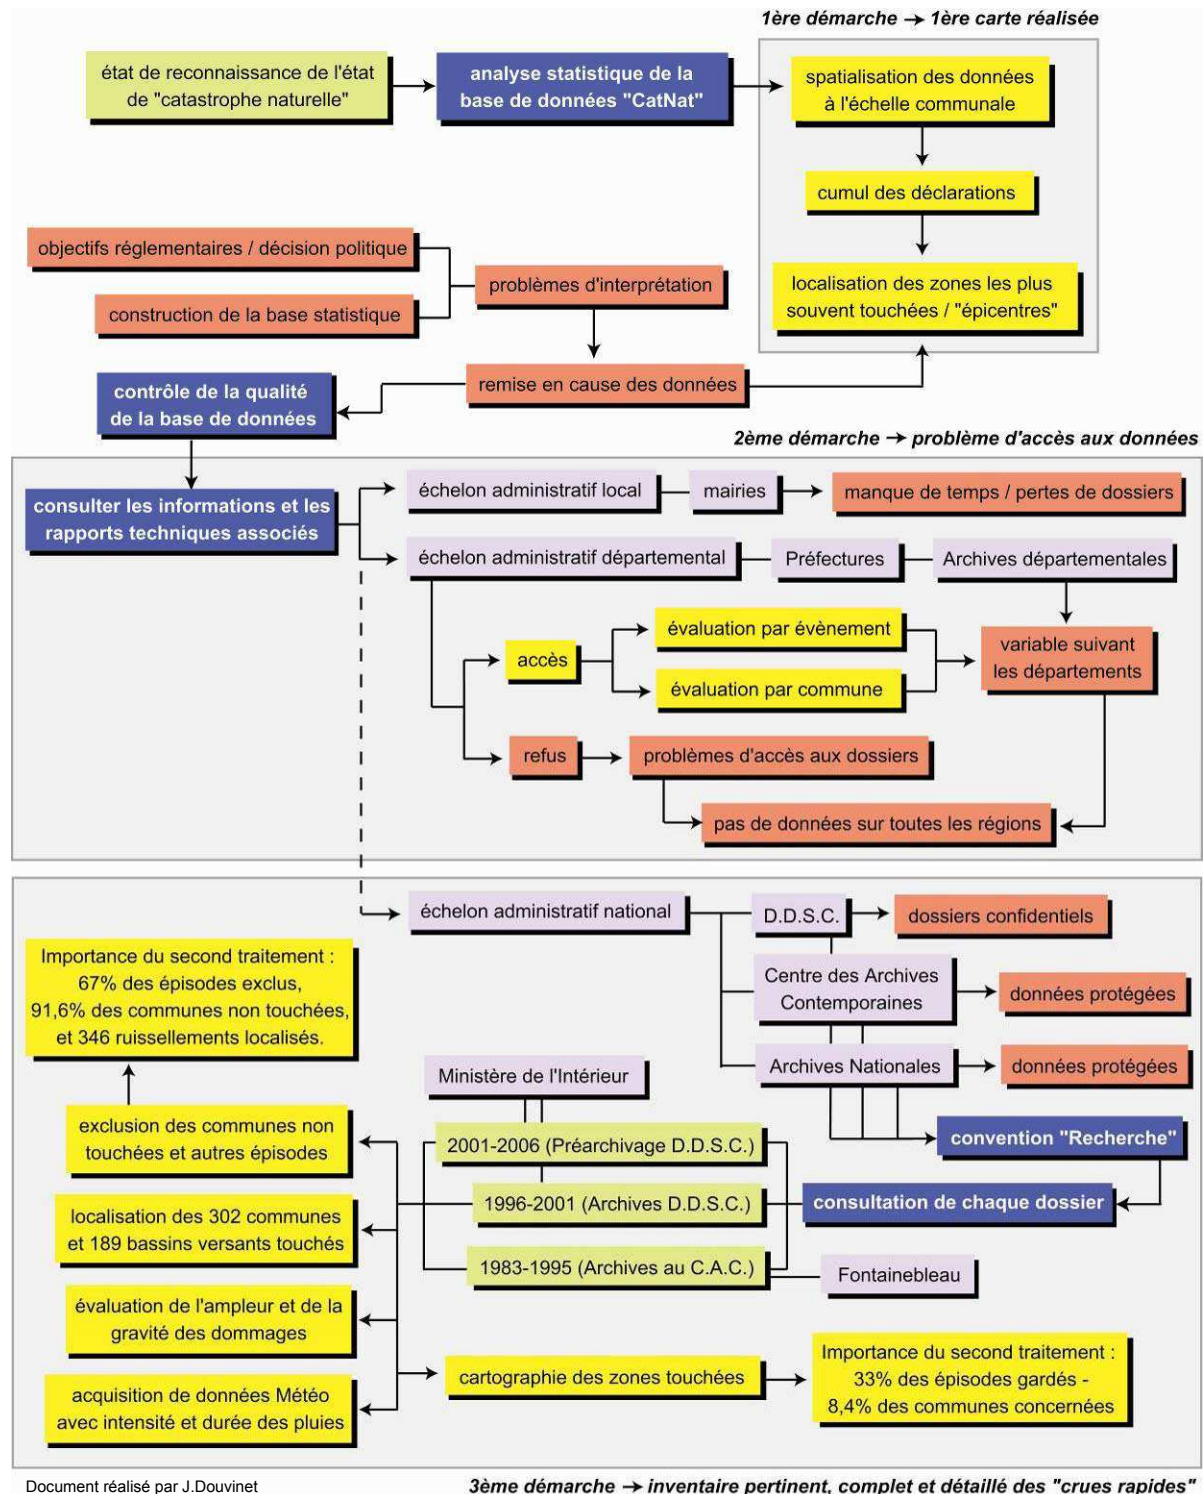 1ère démarche → 1ère carte réalisée
état de reconnaissance de l'état
de "catastrophe naturelle"
analyse statistique de la
base de données "CatNat"
spatialisation des données
à l'échelle communale
cumul des déclarations
localisation des zones les plus
souvent touchées / "épicentres"
objectifs réglementaires / décision politique
construction de la base statistique
problèmes d'interprétation
remise en cause des données
contrôle de la qualité
de la base de données
2ème démarche → problème d'accès aux données
consulter les informations et les
rapports techniques associés
échelon administratif local
mairies
manque de temps / pertes de dossiers
échelon administratif départemental
Préfectures
Archives départementales
accès
évaluation par évènement
évaluation par commune
variable suivant
les départements
refus
problèmes d'accès aux dossiers
pas de données sur toutes les régions
échelon administratif national
D.D.S.C.
dossiers confidentiels
Centre des Archives
Contemporaines
données protégées
Archives Nationales
données protégées
Importance du second traitement :
67% des épisodes exclus,
91,6% des communes non touchées,
et 346 ruissellements localisés.
Ministère de l'Intérieur
exclusion des communes non
touchées et autres épisodes
2001-2006 (Préarchivage D.D.S.C.)
convention "Recherche"
1996-2001 (Archives D.D.S.C.)
consultation de chaque dossier
localisation des 302 communes
et 189 bassins versants touchés
1983-1995 (Archives au C.A.C.)
Fontainebleau
évaluation de l'ampleur et de la
gravité des dommages
cartographie des zones touchées
Importance du second traitement :
33% des épisodes gardés -
8,4% des communes concernées
acquisition de données Météo
avec intensité et durée des pluies
Document réalisé par J.Douvinet
3ème démarche → inventaire pertinent, complet et détaillé des "crues rapides"